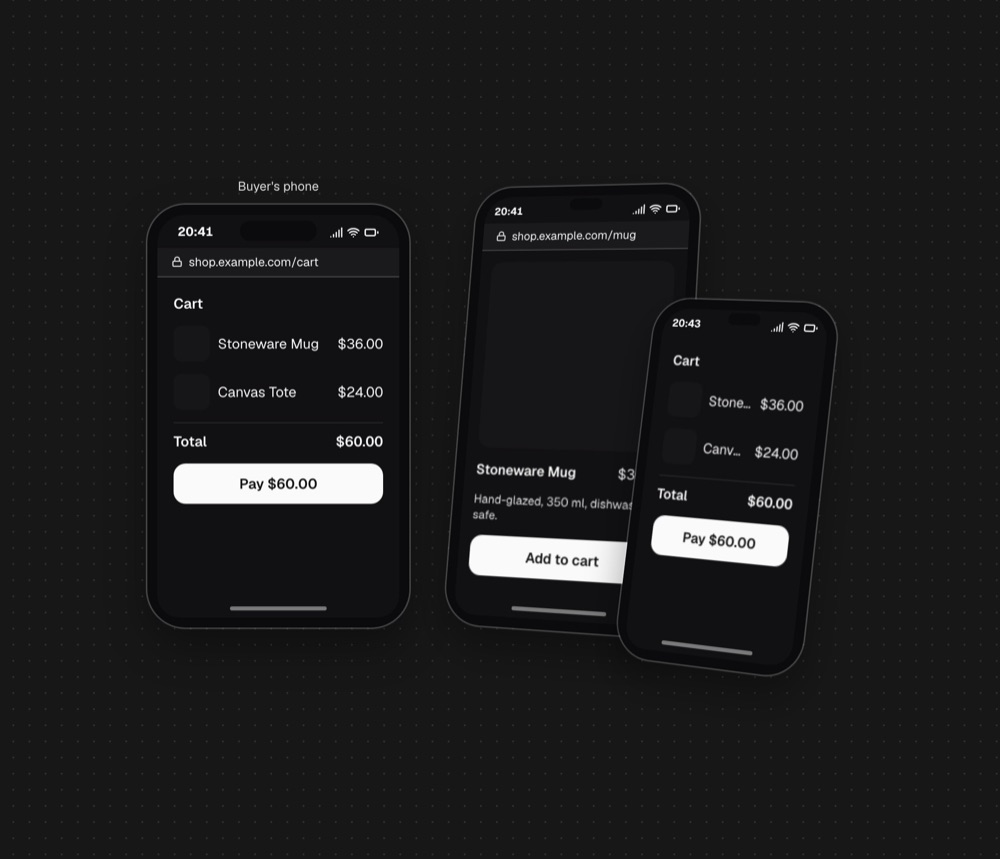 Buyer's phone
20:41
shop.example.com/cart
Cart
Stoneware Mug $36.00
Canvas Tote $24.00
Total $60.00
Pay $60.00
20:41
shop.example.com/mug
Stoneware Mug $3
Hand-glazed, 350 ml,
safe.
Add to cart
20:43
Cart
Stone... $36.00
Canv... $24.00
Total $60.00
Pay $60.00